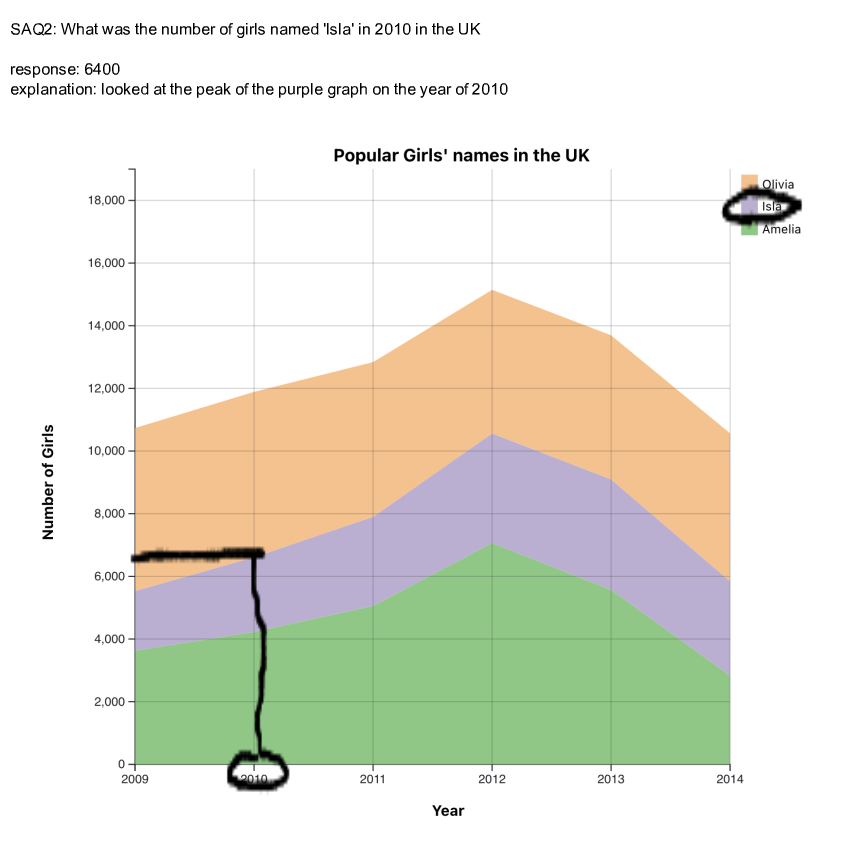 SAQ2: What was the number of girls named 'Isla' in 2010 in the UK
response: 6400
explanation: looked at the peak of the purple graph on the year of 2010
Popular Girls' names in the UK
Olivia
Isla
Amelia
18,000
16,000
14,000
12,000
10,000
8,000
6,000
4,000
2,000
0
Number of Girls
2009 2010 2011 2012 2013 2014
Year